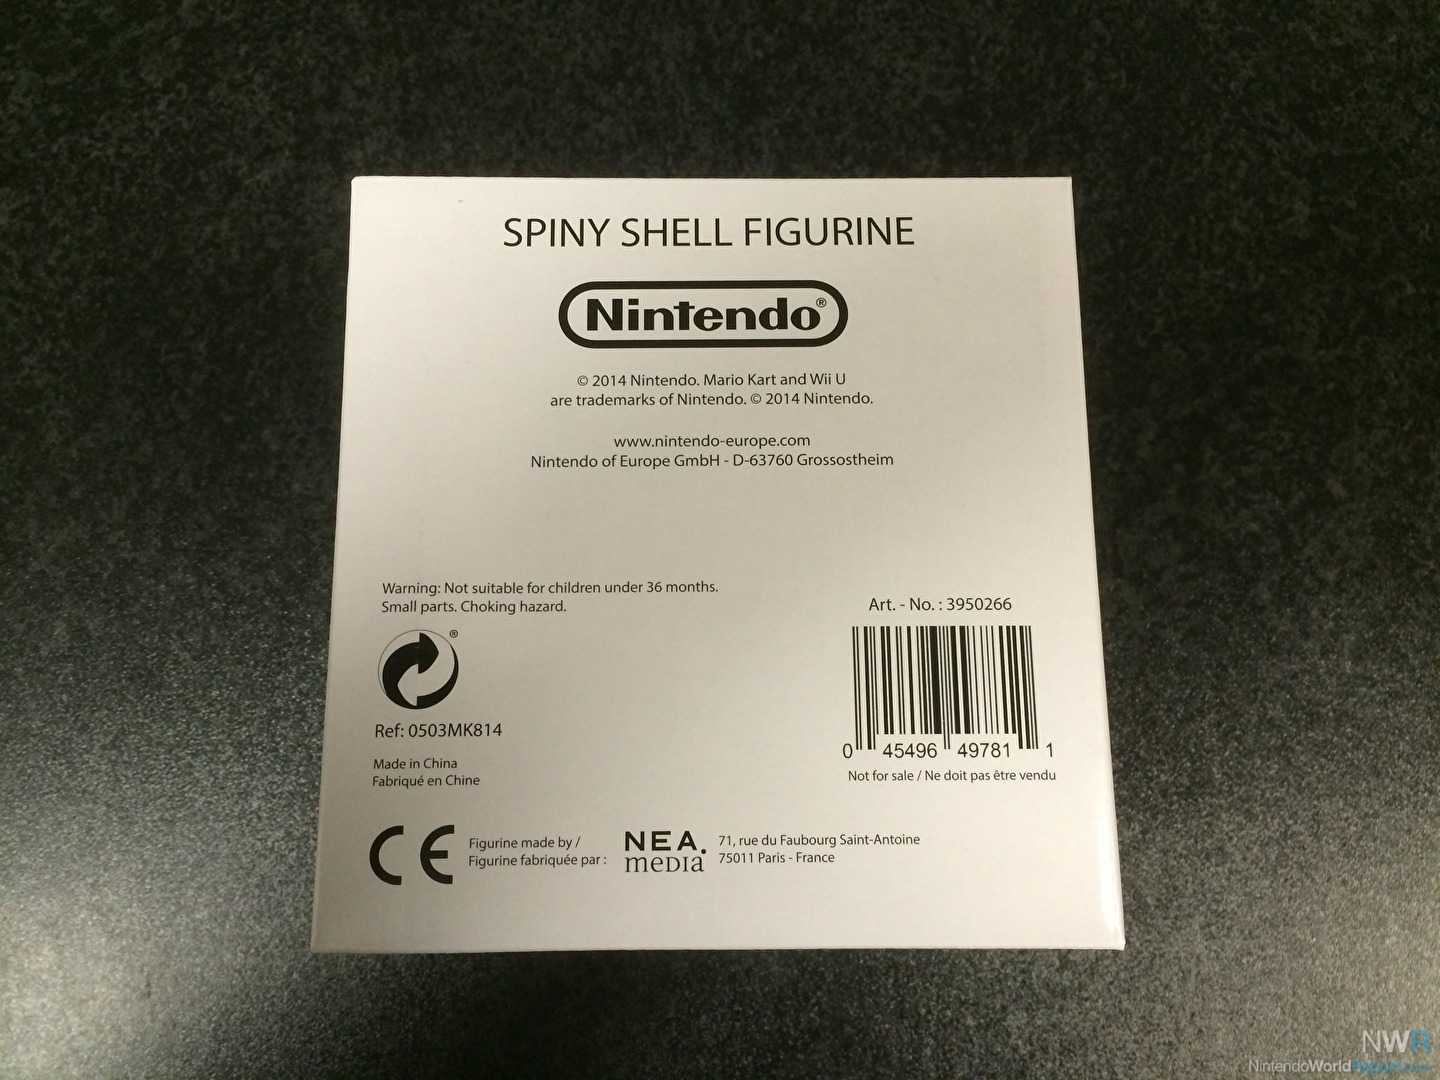 SPINY SHELL FIGURINE
Nintendo®
© 2014 Nintendo. Mario Kart and Wii U
are trademarks of Nintendo. © 2014 Nintendo.
www.nintendo-europe.com
Nintendo of Europe GmbH - D-63760 Grossostheim
Warning: Not suitable for children under 36 months.
Small parts. Choking hazard.
®
Ref: 0503MK814
Made in China
Fabriqué en Chine
Art. - No. : 3950266
0 45496 49781 1
Not for sale / Ne doit pas être vendu
CE
Figurine made by /
Figurine fabriquée par :
NEA.
meDIa
71, rue du Faubourg Saint-Antoine
75011 Paris - France
NWR
NintendoWorldReport.com